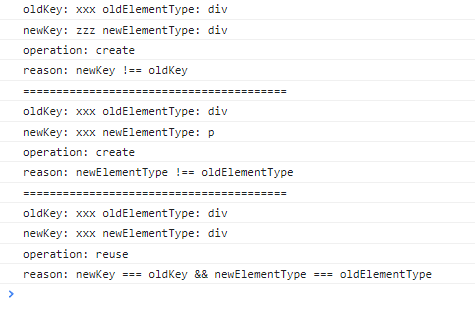 oldKey: xxx oldElementType: div
newKey: zzz newElementType: div
operation: create
reason: newKey !== oldKey
========================================
oldKey: xxx oldElementType: div
newKey: xxx newElementType: p
operation: create
reason: newElementType !== oldElementType
========================================
oldKey: xxx oldElementType: div
newKey: xxx newElementType: div
operation: reuse
reason: newKey === oldKey && newElementType === oldElementType